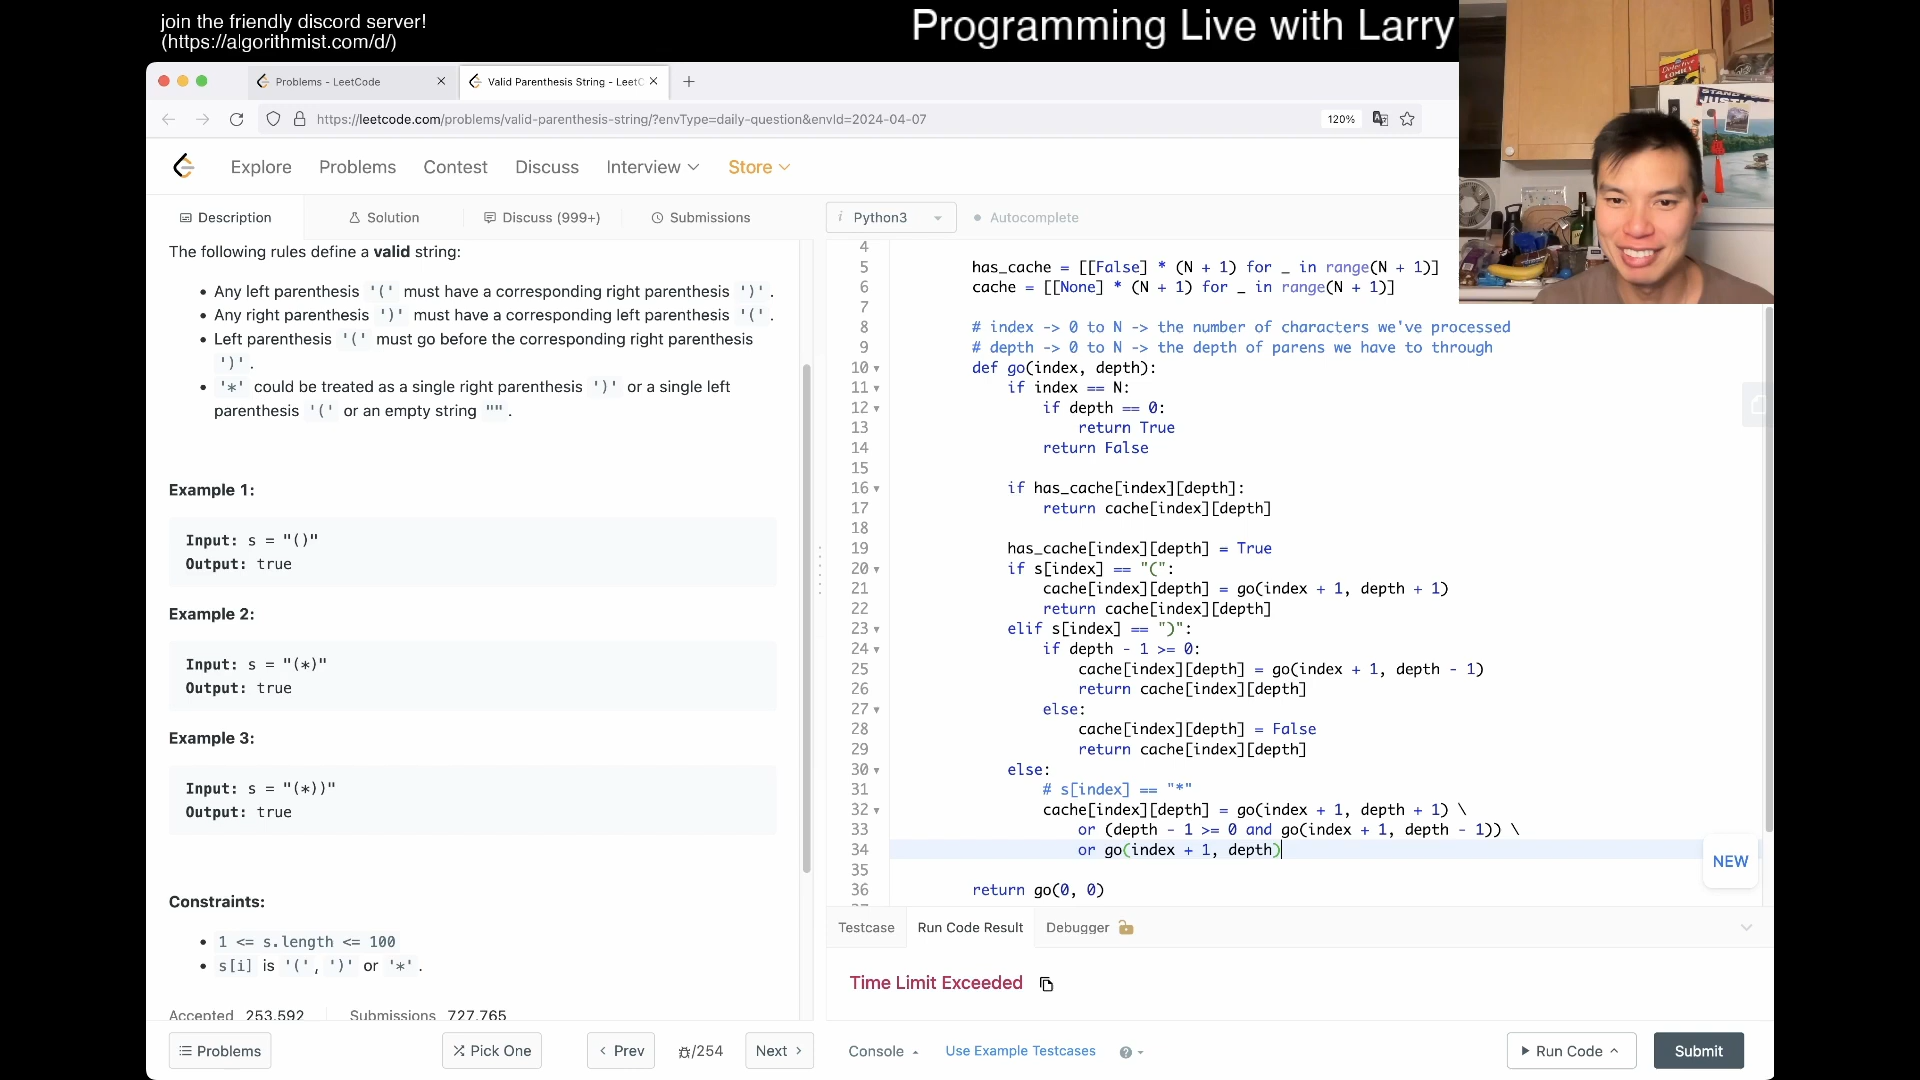 join the friendly discord server!
(https://algorithmist.com/d/)
Programming Live with Larry
Problems - LeetCode
Valid Parenthesis String - LeetC
https://leetcode.com/problems/valid-parenthesis-string/?envType=daily-question&envId=2024-04-07
120%
Explore
Problems
Contest
Discuss
Interview
Store
Description
Solution
Discuss (999+)
Submissions
i Python3
Autocomplete
The following rules define a valid string:
• Any left parenthesis '(' must have a corresponding right parenthesis ')'.
• Any right parenthesis ')' must have a corresponding left parenthesis '('.
• Left parenthesis '(' must go before the corresponding right parenthesis
')'.
• '*' could be treated as a single right parenthesis ')' or a single left
parenthesis '(' or an empty string "".
Example 1:
Input: s = "()"
Output: true
Example 2:
Input: s = "(*)"
Output: true
Example 3:
Input: s = "(*))"
Output: true
Constraints:
• 1 <= s.length <= 100
• s[i] is '(', ')' or '*'.
Accepted 253,592
Submissions 727,765
4
5 has_cache = [[False] * (N + 1) for _ in range(N + 1)]
6 cache = [[None] * (N + 1) for _ in range(N + 1)]
7
8 # index -> 0 to N -> the number of characters we've processed
9 # depth -> 0 to N -> the depth of parens we have to through
10 def go(index, depth):
11 if index == N:
12 if depth == 0:
13 return True
14 return False
15
16 if has_cache[index][depth]:
17 return cache[index][depth]
18
19 has_cache[index][depth] = True
20 if s[index] == "(":
21 cache[index][depth] = go(index + 1, depth + 1)
22 return cache[index][depth]
23 elif s[index] == ")":
24 if depth - 1 >= 0:
25 cache[index][depth] = go(index + 1, depth - 1)
26 return cache[index][depth]
27 else:
28 cache[index][depth] = False
29 return cache[index][depth]
30 else:
31 # s[index] == "*"
32 cache[index][depth] = go(index + 1, depth + 1) \
33 or (depth - 1 >= 0 and go(index + 1, depth - 1)) \
34 or go(index + 1, depth)
35
36 return go(0, 0)
NEW
Testcase
Run Code Result
Debugger
Time Limit Exceeded
Problems
Pick One
Prev
/254
Next
Console
Use Example Testcases
Run Code
Submit